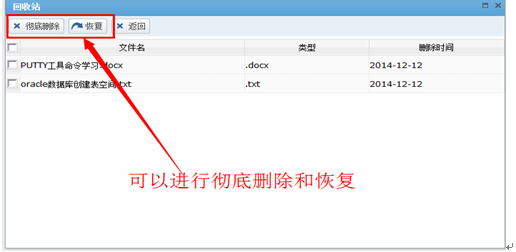 回收站
彻底删除 恢复 返回
文件名 类型 删除时间
PUTTY工具命令学习.docx .docx 2014-12-12
oracle数据库创建表空间.txt .txt 2014-12-12
可以进行彻底删除和恢复